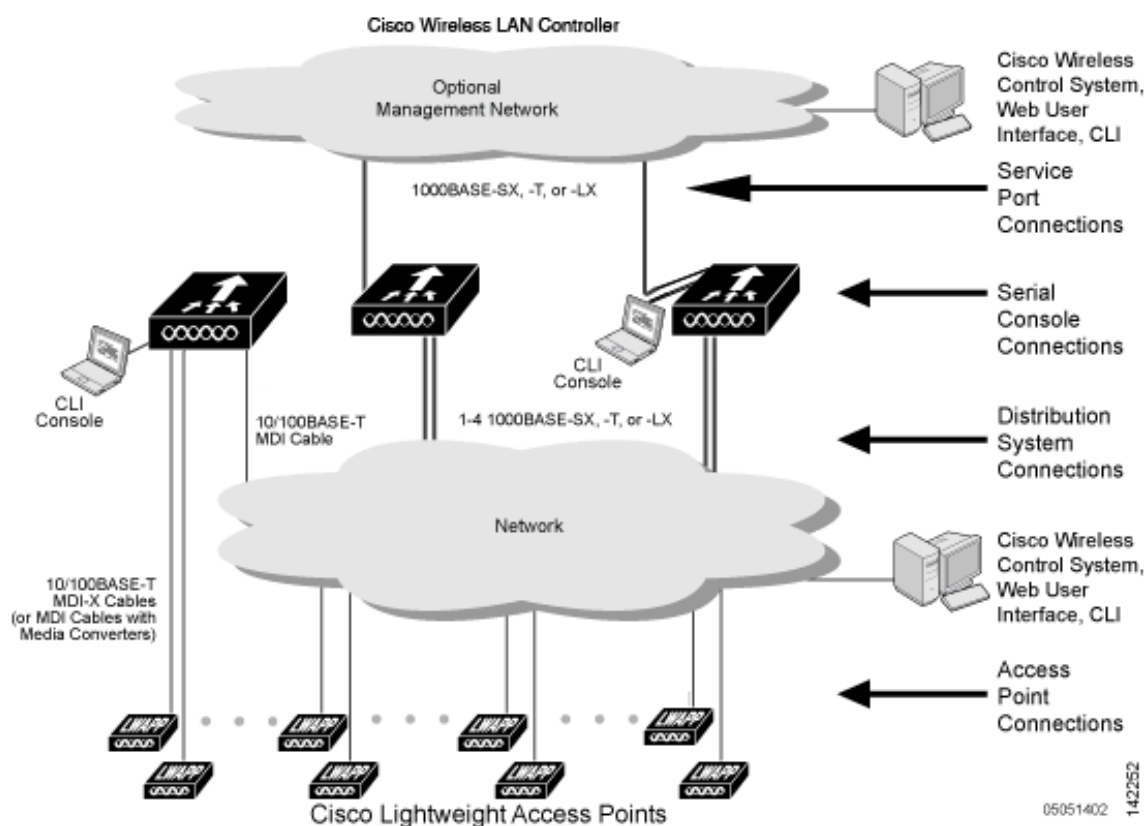 Cisco Wireless LAN Controller
Optional
Management Network
Cisco Wireless
Control System,
Web User
Interface, CLI
1000BASE-SX, -T, or -LX
Service
Port
Connections
Serial
Console
Connections
CLI
Console
CLI
Console
10/100BASE-T
MDI Cable
1-4 1000BASE-SX, -T, or -LX
Distribution
System
Connections
Network
Cisco Wireless
Control System,
Web User
Interface, CLI
10/100BASE-T
MDI-X Cables
(or MDI Cables with
Media Converters)
Access
Point
Connections
LWAPP
LWAPP
LWAPP
LWAPP
LWAPP
LWAPP
LWAPP
LWAPP
Cisco Lightweight Access Points
05051402
142252